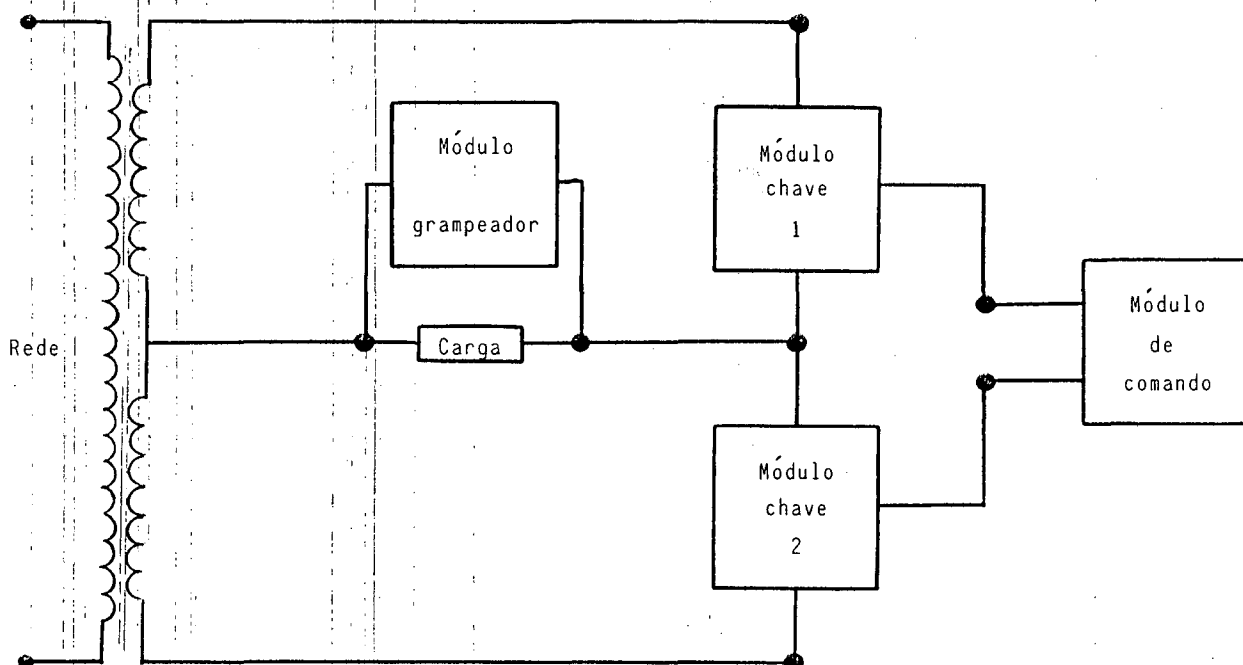 Módulo
grampeador
Módulo
chave
1
Rede
Carga
Módulo
de
comando
Módulo
chave
2